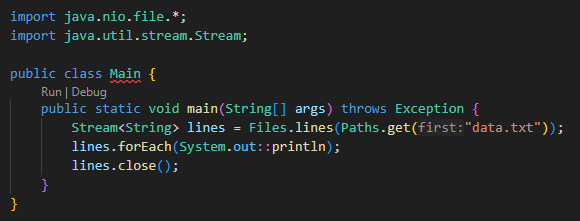 import java.nio.file.*;
import java.util.stream.Stream;
public class Main {
Run | Debug
public static void main(String[] args) throws Exception {
Stream<String> lines = Files.lines(Paths.get(first:"data.txt"));
lines.forEach(System.out::println);
lines.close();
}
}